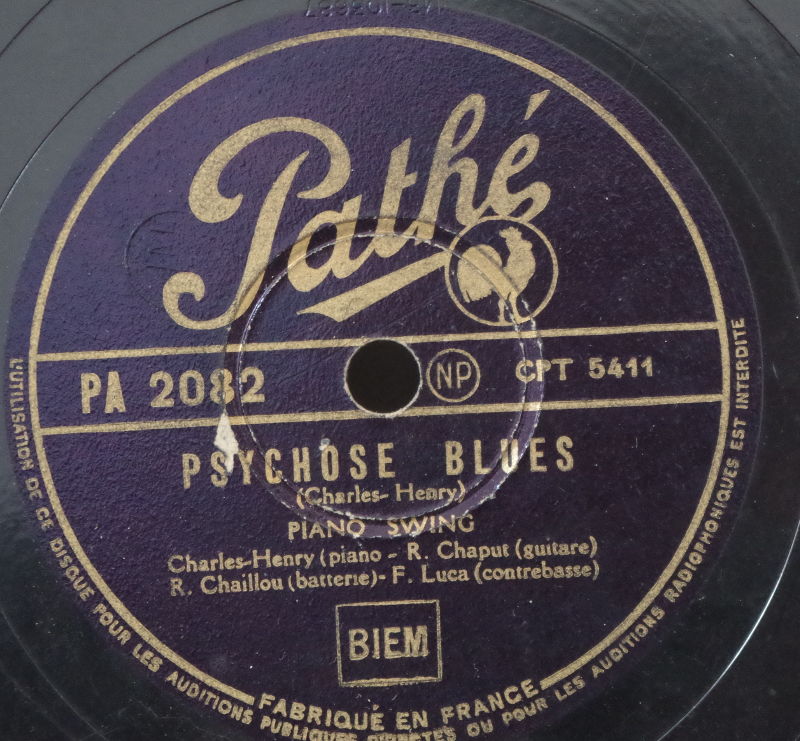 Pathé
PA 2082
NP
CPT 5411
PSYCHOSE BLUES
(Charles-Henry)
PIANO SWING
Charles-Henry (piano - R. Chaput (guitare)
R. Chaillou (batterie)- F. Luca (contrebasse)
BIEM
FABRIQUÉ EN FRANCE
L'UTILISATION DE CE DISQUE POUR LES AUDITIONS PUBLIQUES DIRECTES OU POUR LES AUDITIONS RADIOPHONIQUES EST INTERDITE